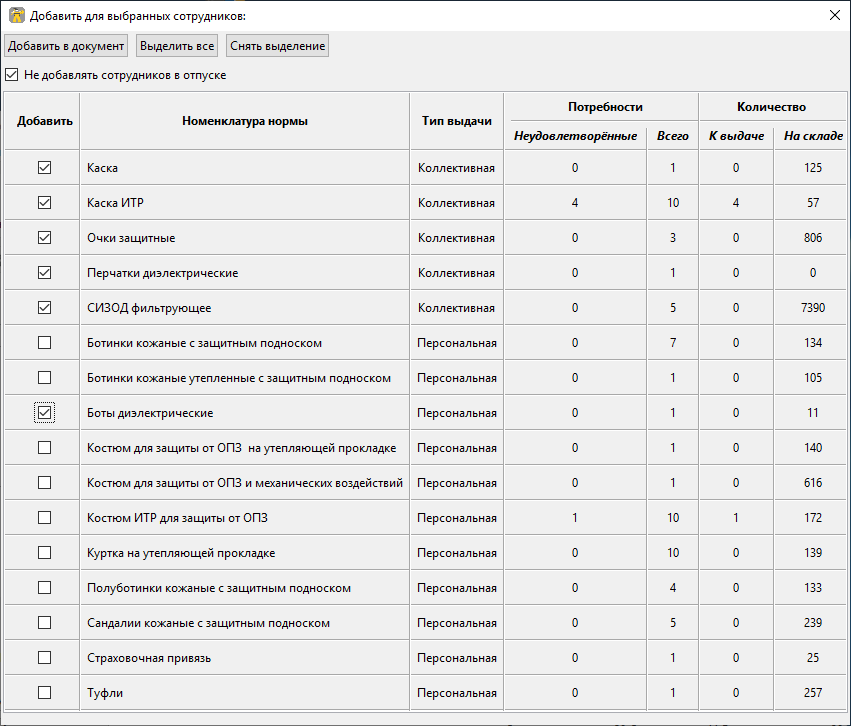 Добавить для выбранных сотрудников:
Добавить в документ Выделить все Снять выделение
Не добавлять сотрудников в отпуске
Потребности Количество
Добавить Номенклатура нормы Тип выдачи
Неудовлетворённые Всего К выдаче На складе
Каска Коллективная 0 1 0 125
Каска ИТР Коллективная 4 10 4 57
Очки защитные Коллективная 0 3 0 806
Перчатки диэлектрические Коллективная 0 1 0 0
СИЗОД фильтрующее Коллективная 0 5 0 7390
Ботинки кожаные с защитным подноском Персональная 0 7 0 134
Ботинки кожаные утепленные с защитным подноском Персональная 0 1 0 105
Боты диэлектрические Персональная 0 1 0 11
Костюм для защиты от ОПЗ  на утепляющей прокладке Персональная 0 1 0 140
Костюм для защиты от ОПЗ и механических воздействий Персональная 0 1 0 616
Костюм ИТР для защиты от ОПЗ Персональная 1 10 1 172
Куртка на утепляющей прокладке Персональная 0 10 0 139
Полуботинки кожаные с защитным подноском Персональная 0 4 0 133
Сандалии кожаные с защитным подноском Персональная 0 5 0 239
Страховочная привязь Персональная 0 1 0 25
Туфли Персональная 0 1 0 257